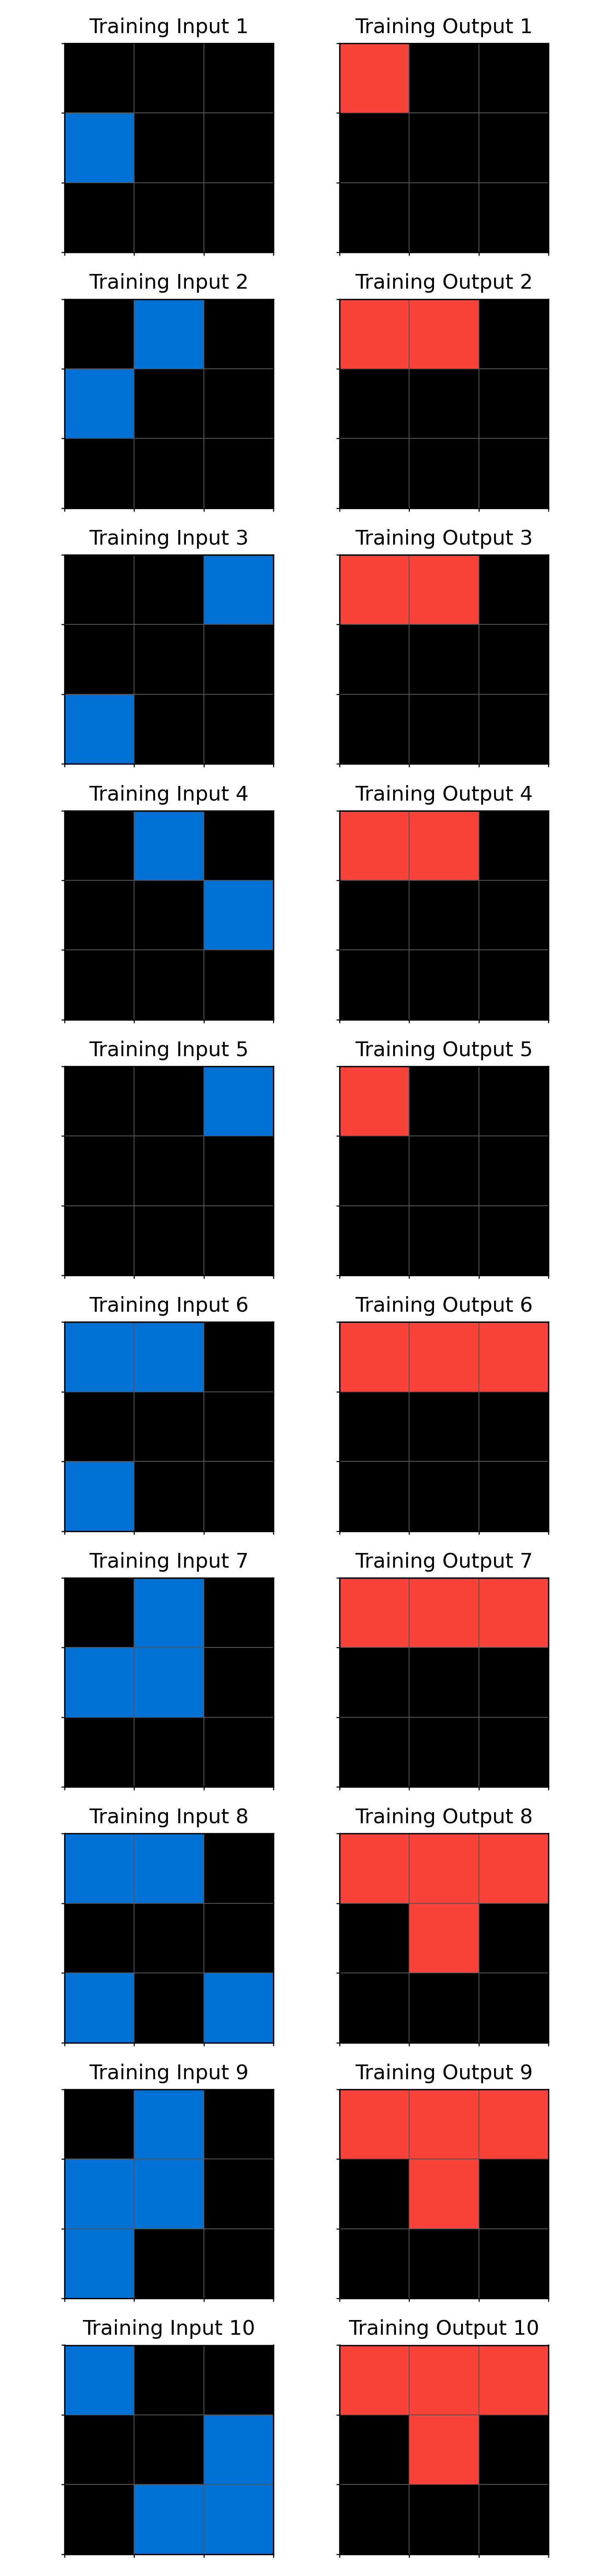 Training Input 1
Training Output 1
Training Input 2
Training Output 2
Training Input 3
Training Output 3
Training Input 4
Training Output 4
Training Input 5
Training Output 5
Training Input 6
Training Output 6
Training Input 7
Training Output 7
Training Input 8
Training Output 8
Training Input 9
Training Output 9
Training Input 10
Training Output 10